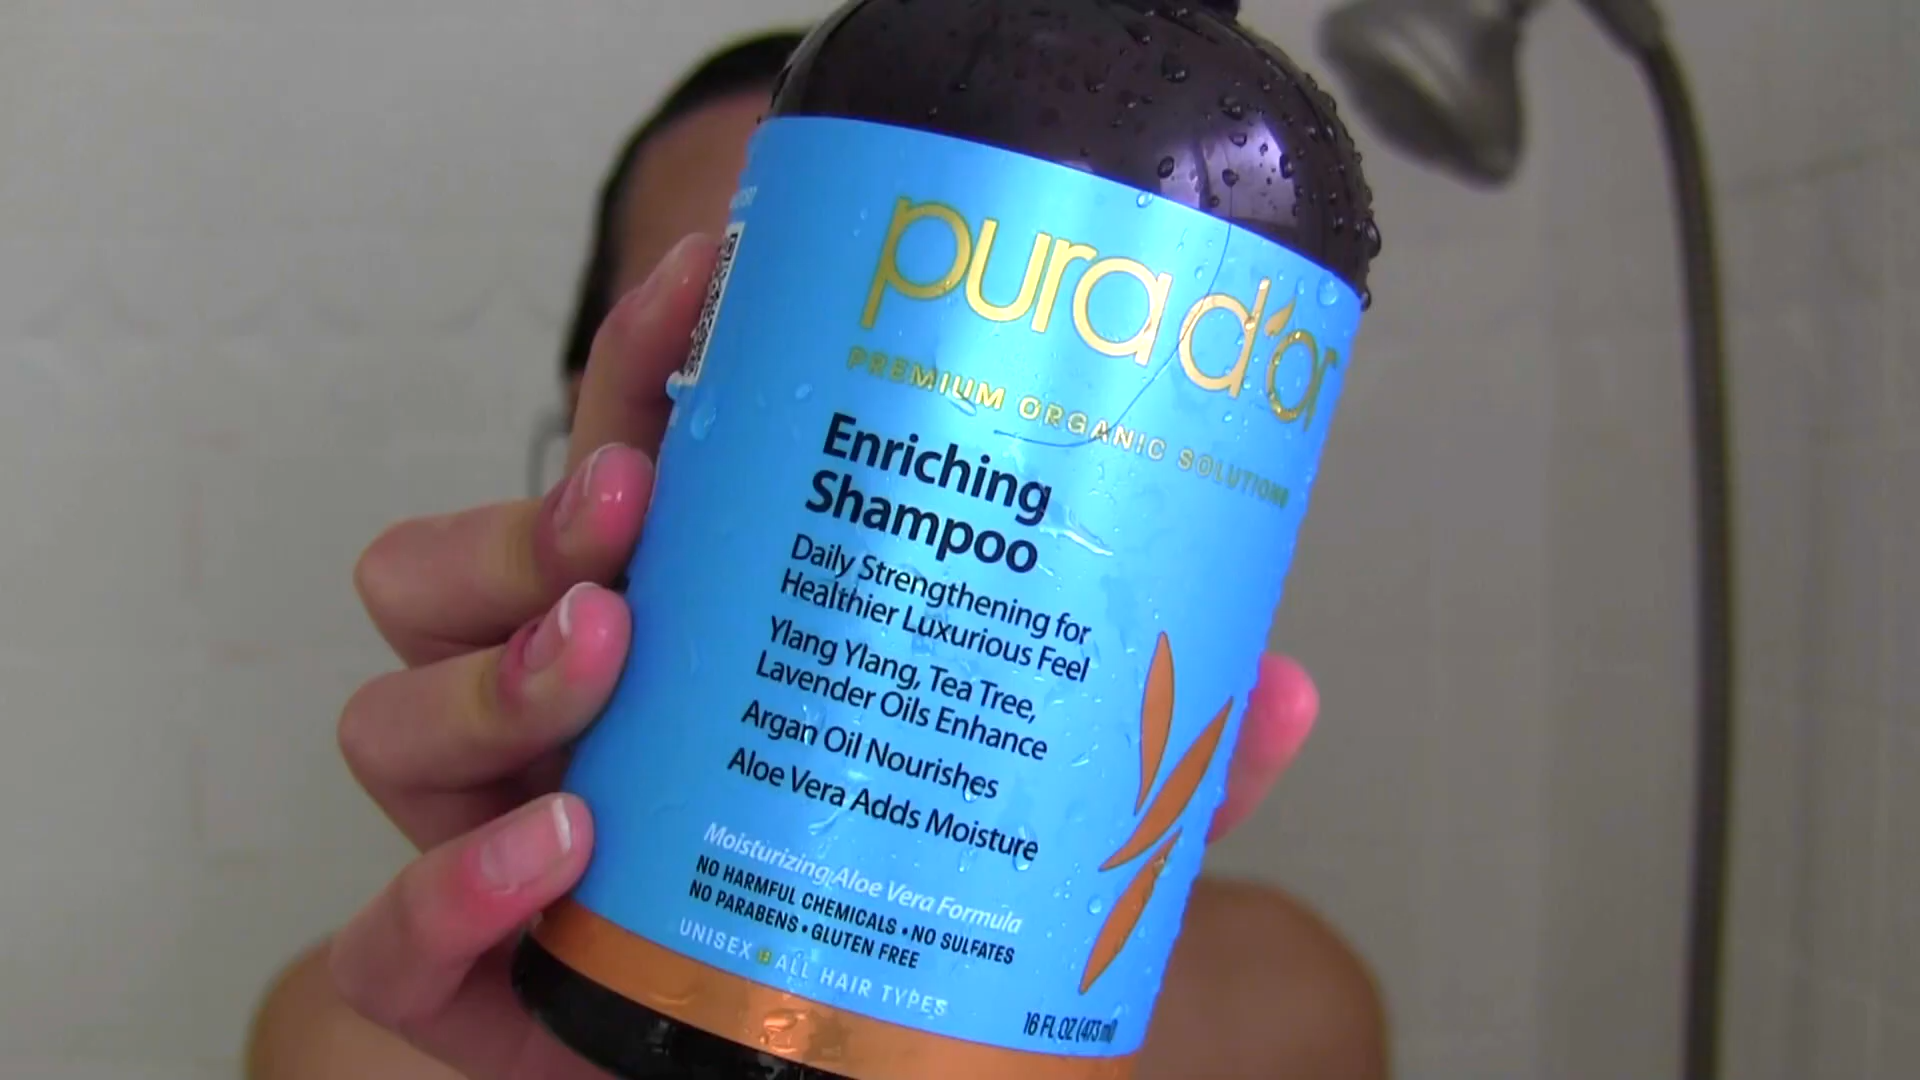 pura d'or
PREMIUM ORGANIC SOLUTIONS
Enriching
Shampoo
Daily Strengthening for
Healthier Luxurious Feel
Ylang Ylang, Tea Tree,
Lavender Oils Enhance
Argan Oil Nourishes
Aloe Vera Adds Moisture
Moisturizing Aloe Vera Formula
NO HARMFUL CHEMICALS • NO SULFATES
NO PARABENS • GLUTEN FREE
UNISEX ALL HAIR TYPES
16 FL OZ (473 ml)